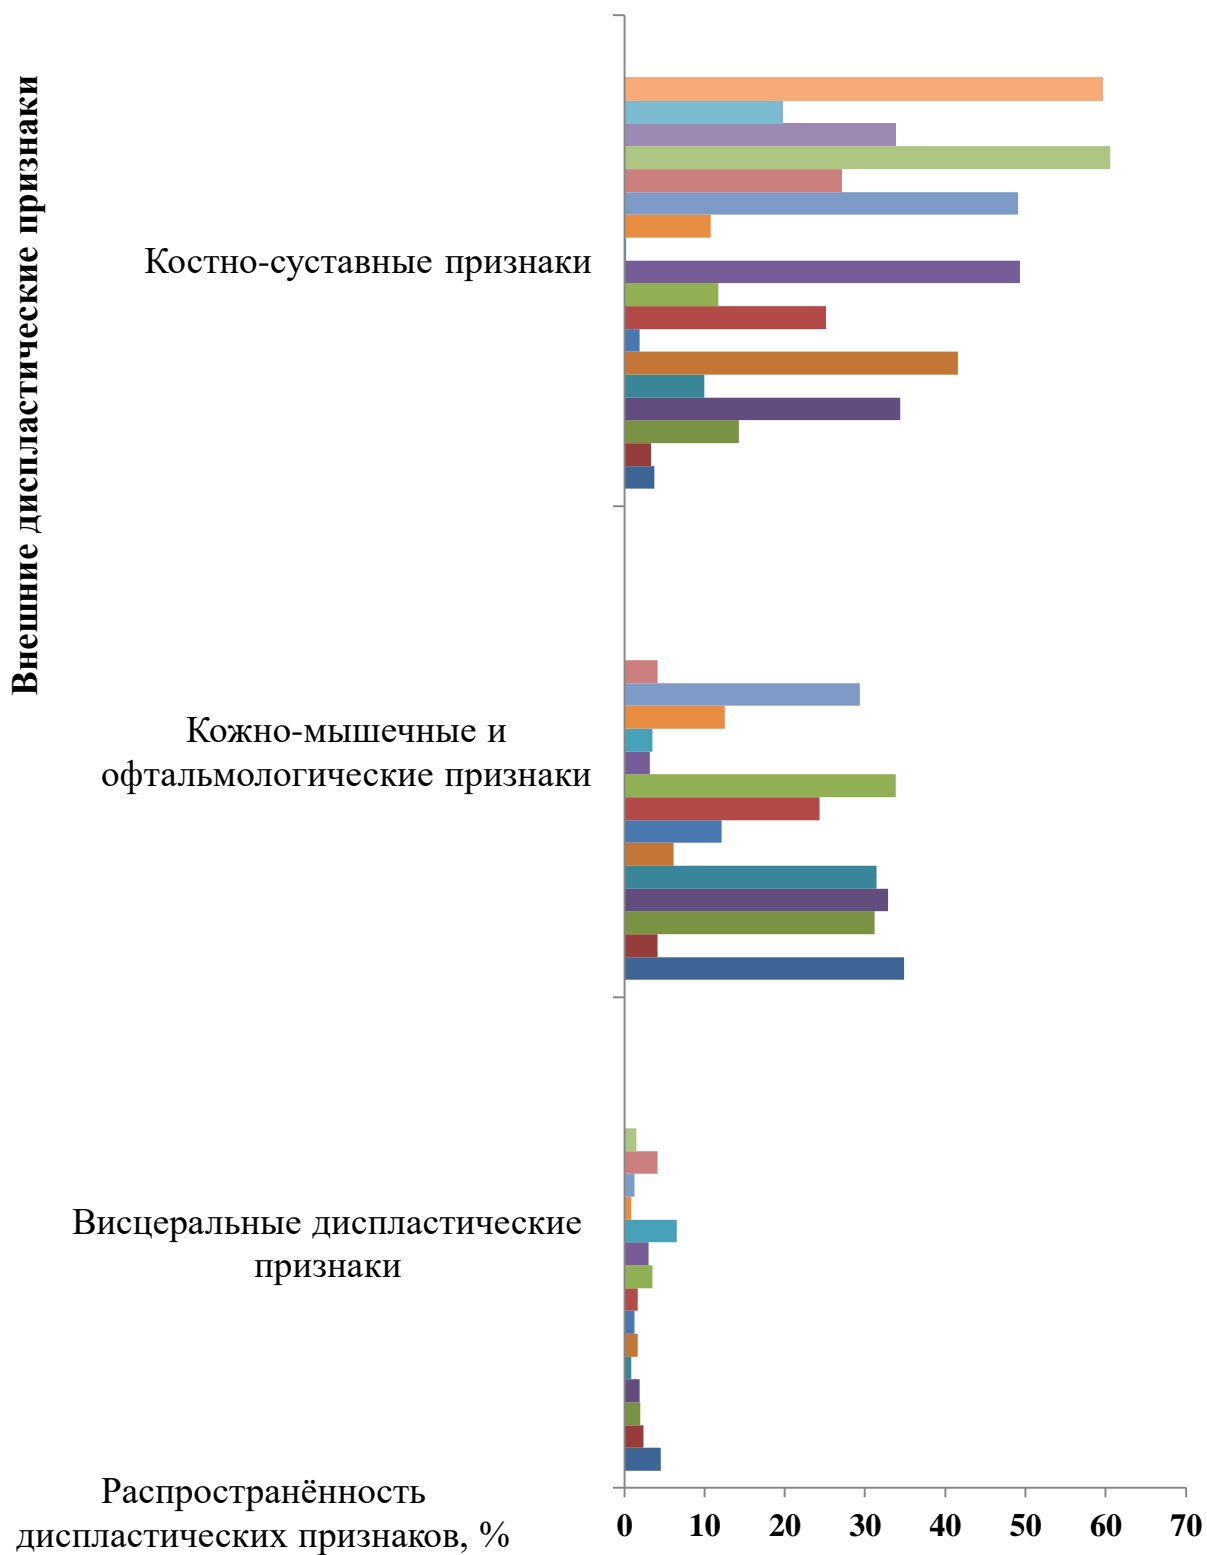 Внешние диспластические признаки
Костно-суставные признаки
Кожно-мышечные и
офтальмологические признаки
Висцеральные диспластические
признаки
Распространённость
диспластических признаков, %
0 10 20 30 40 50 60 70